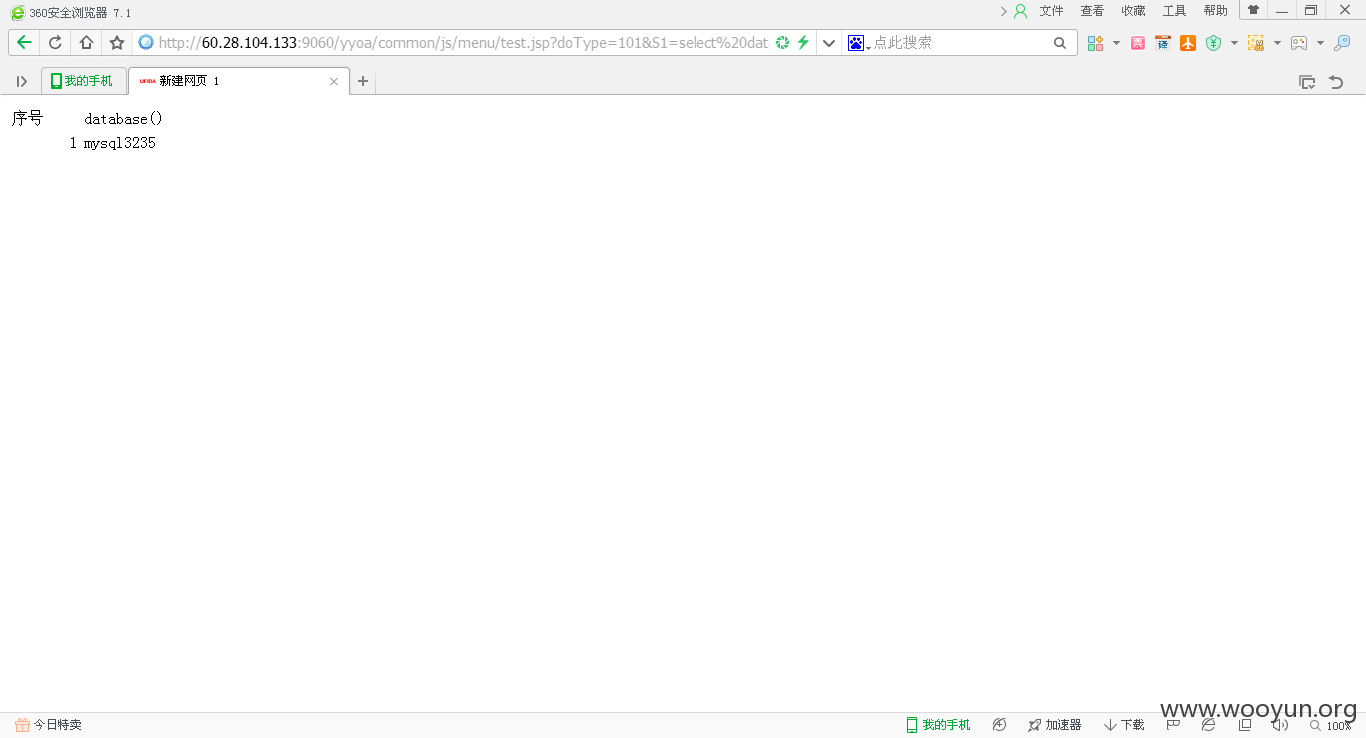 360安全浏览器 7.1
文件 查看 收藏 工具 帮助
http://60.28.104.133:9060/yyoa/common/js/menu/test.jsp?doType=101&S1=select%20dat
点此搜索
票 译
我的手机
UFIDA 新建网页 1
序号 database()
1 mysql3235
今日特卖
我的手机
加速器
下载
100%
www.wooyun.org